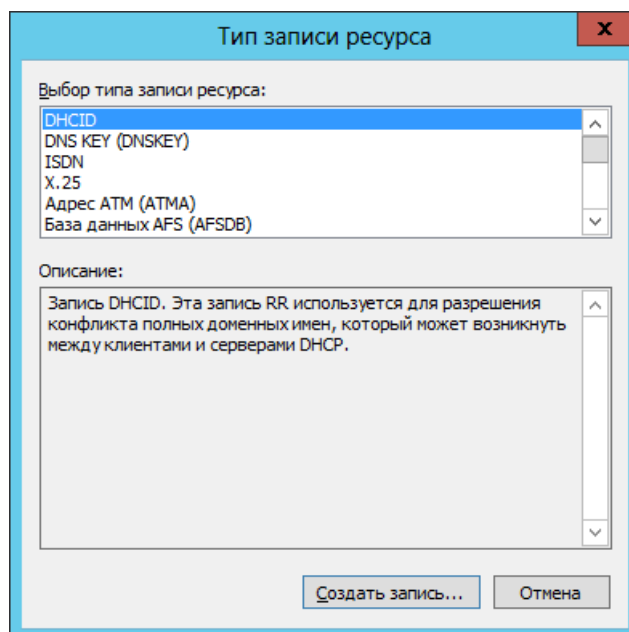 Тип записи ресурса
x
Выбор типа записи ресурса:
DHCID
DNS KEY (DNSKEY)
ISDN
X.25
Адрес ATM (ATMA)
База данных AFS (AFSDB)
Описание:
Запись DHCID. Эта запись RR используется для разрешения
конфликта полных доменных имен, который может возникнуть
между клиентами и серверами DHCP.
Создать запись... Отмена